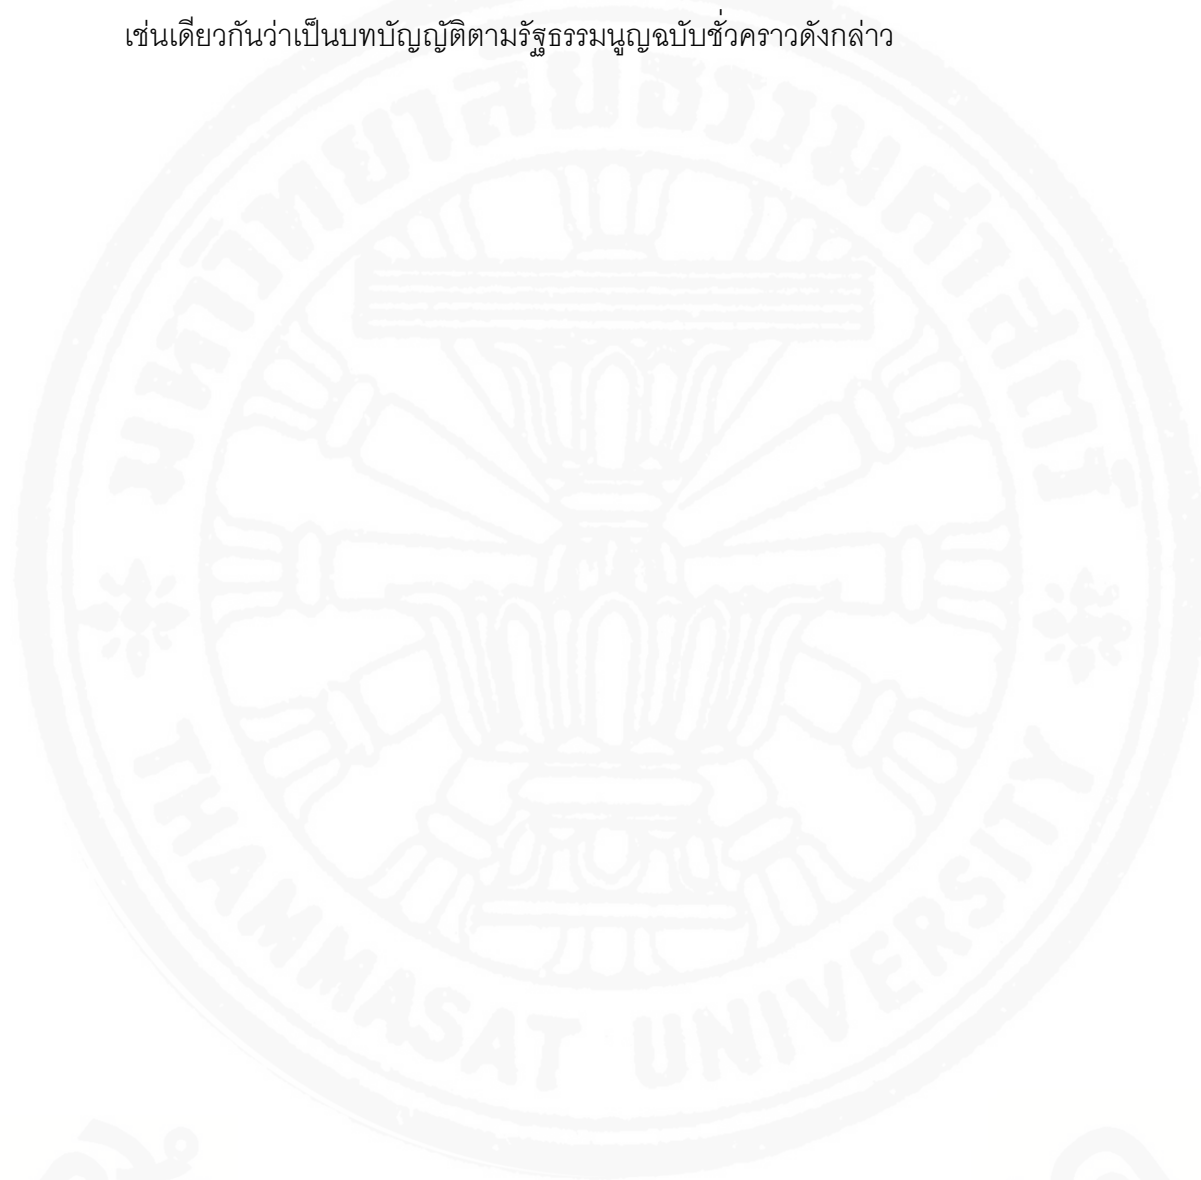 เช่นเดียวกันว่าเป็นบทบัญญัติตามรัฐธรรมนูญฉบับชั่วคราวดังกล่าว
มหาวิทยาลัยธรรมศาสตร์
THAMMASAT UNIVERSITY